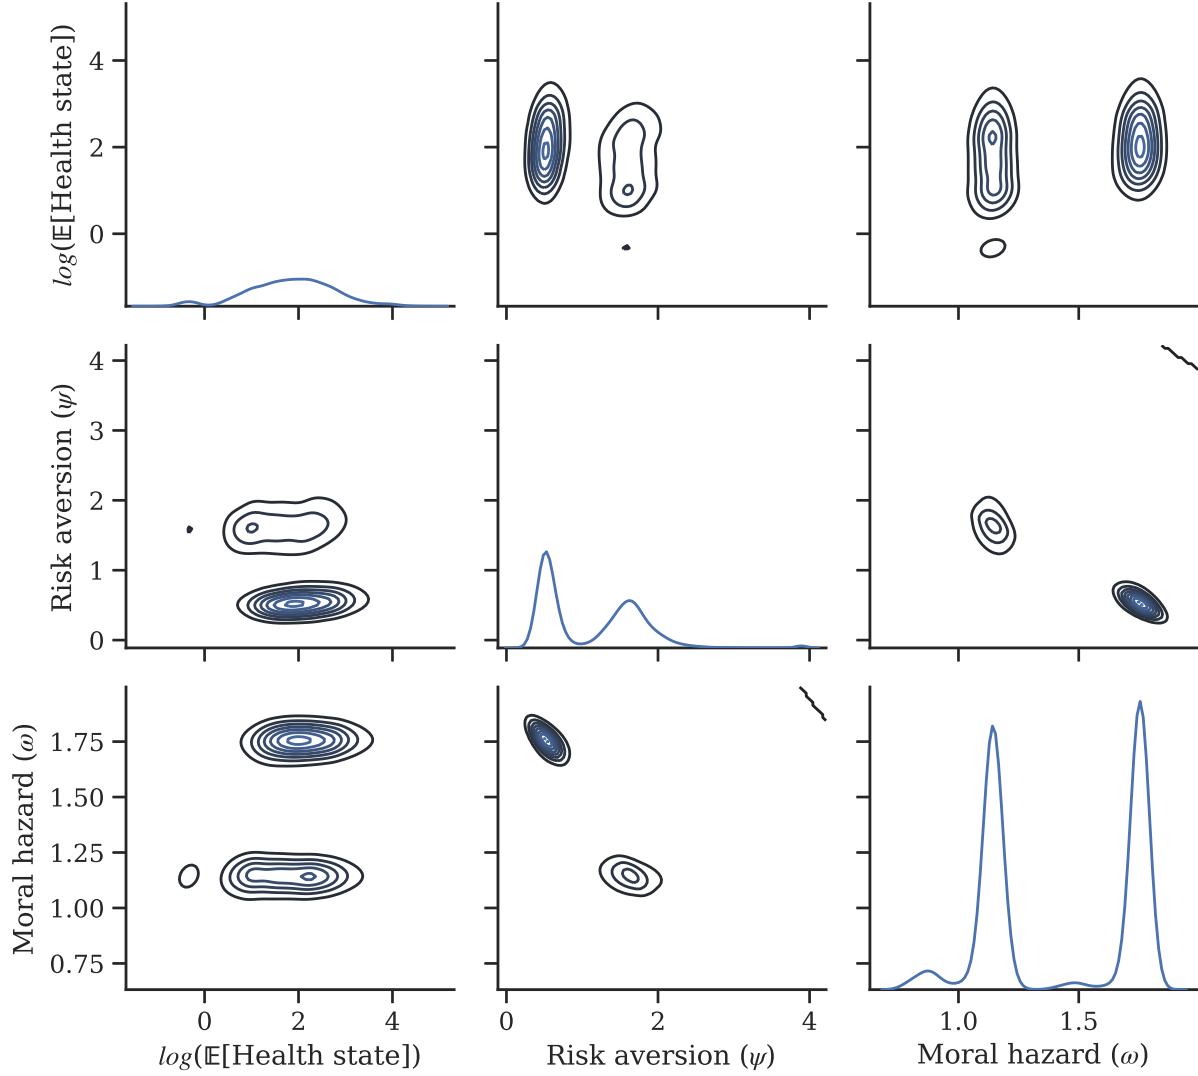 log(𝔼[Health state])
4
2
0
Risk aversion (ψ)
4
3
2
1
0
Moral hazard (ω)
1.75
1.50
1.25
1.00
0.75
0 2 4
0 2 4
1.0 1.5
log(𝔼[Health state])
Risk aversion (ψ)
Moral hazard (ω)